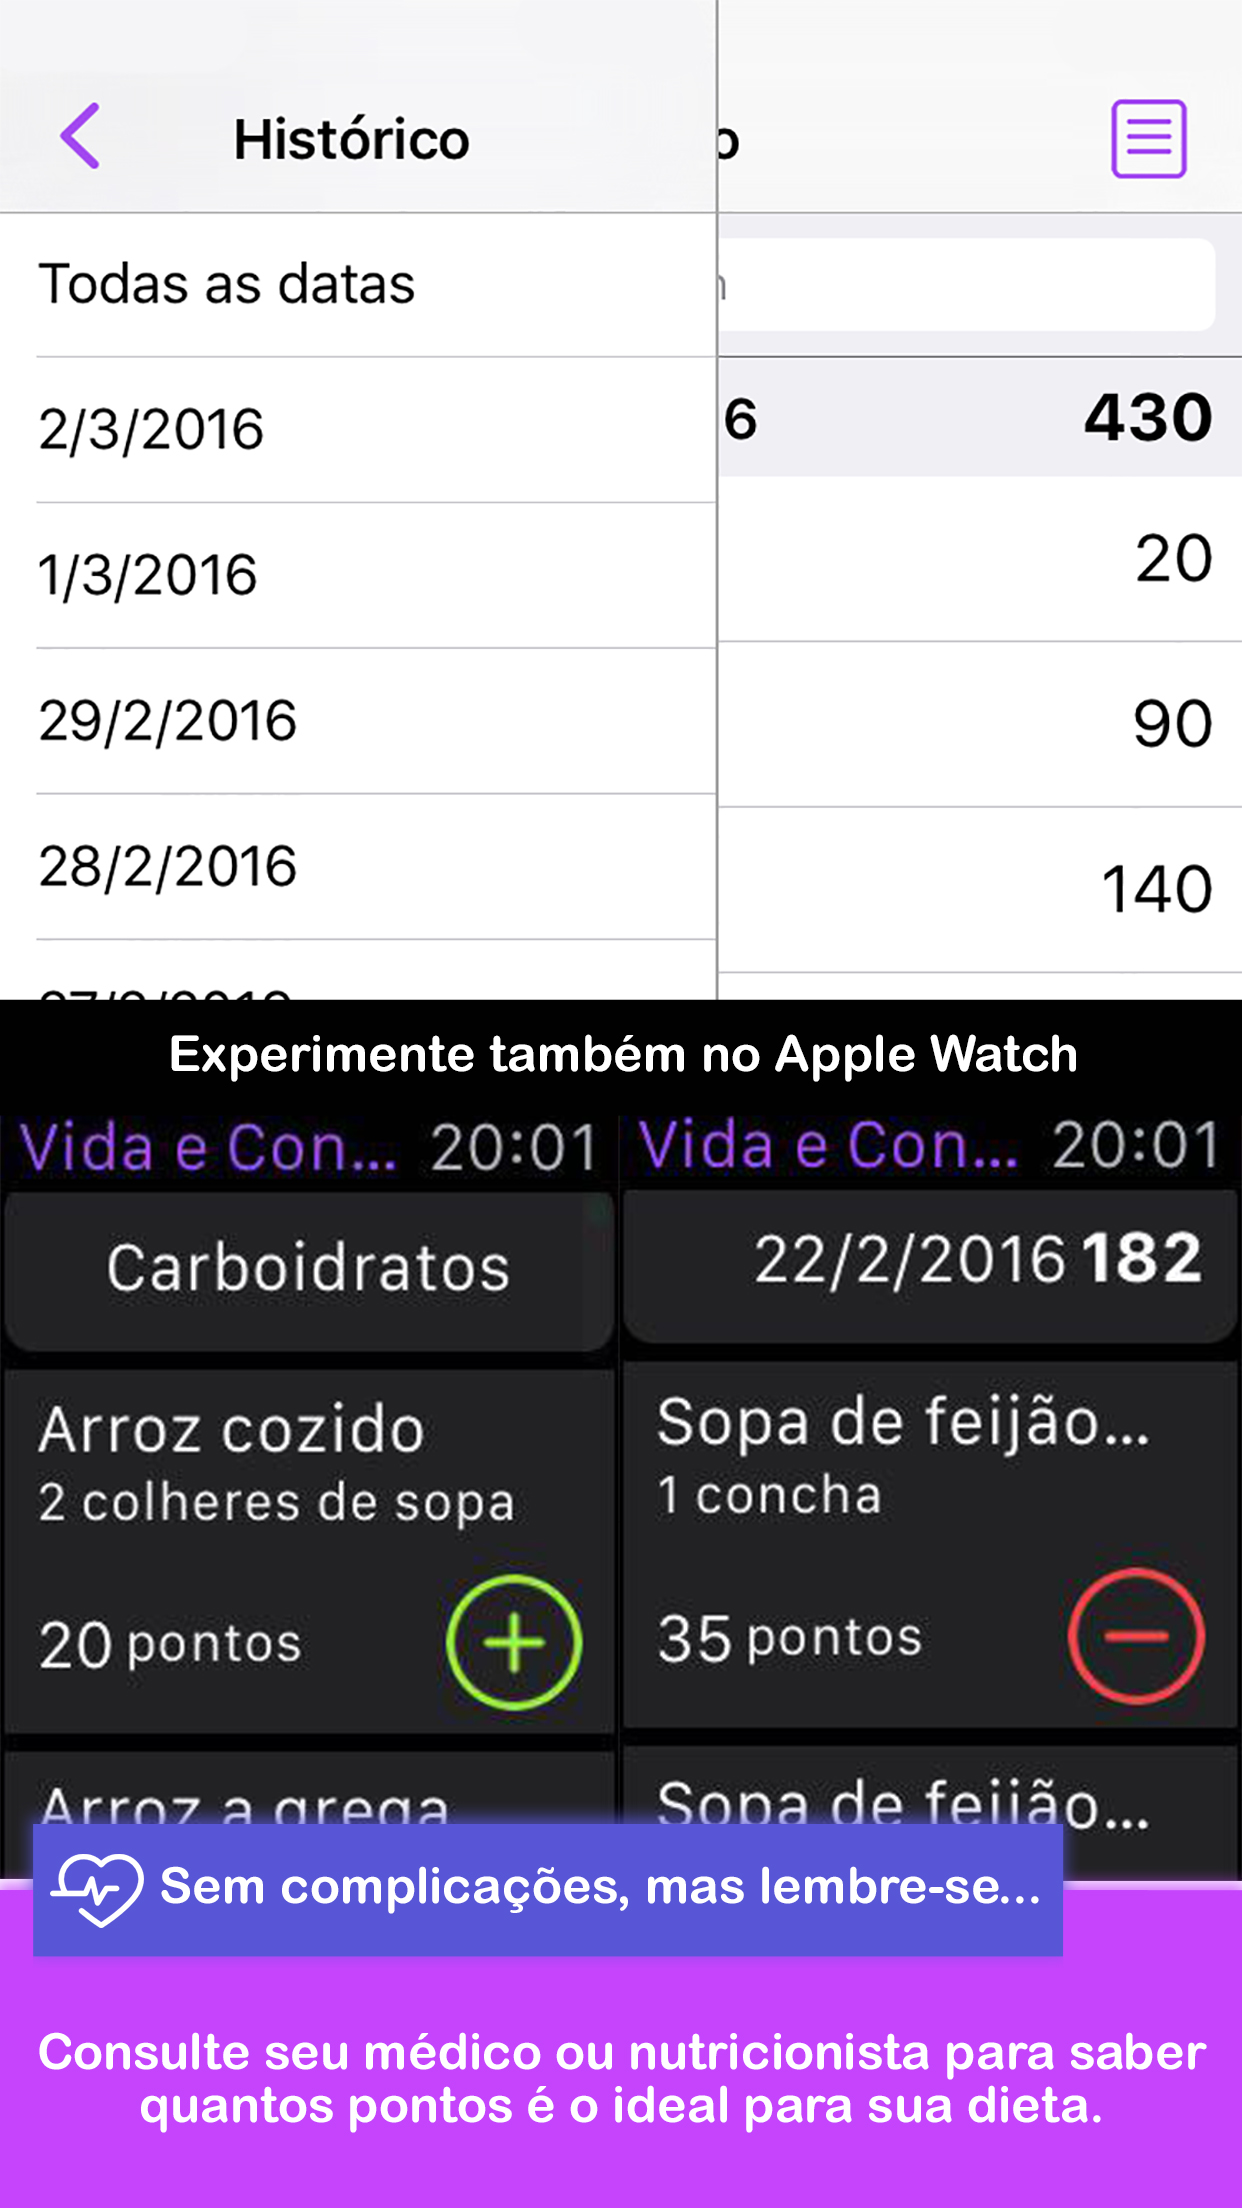 Histórico
Todas as datas
2/3/2016
1/3/2016
29/2/2016
28/2/2016
o
6 430
20
90
140
Experimente também no Apple Watch
Vida e Con... 20:01
Carboidratos
Arroz cozido
2 colheres de sopa
20 pontos
Arroz a grega
Vida e Con... 20:01
22/2/2016 182
Sopa de feijão...
1 concha
35 pontos
Sopa de feijão...
Sem complicações, mas lembre-se...
Consulte seu médico ou nutricionista para saber
quantos pontos é o ideal para sua dieta.